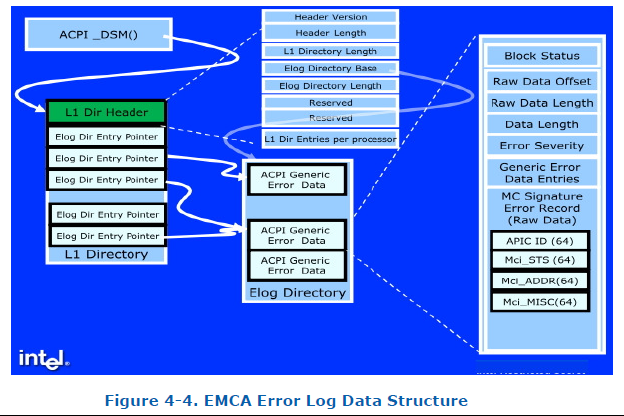 ACPI _DSM()
L1 Dir Header
Elog Dir Entry Pointer
Elog Dir Entry Pointer
Elog Dir Entry Pointer
Elog Dir Entry Pointer
Elog Dir Entry Pointer
L1 Directory
Header Version
Header Length
L1 Directory Length
Elog Directory Base
Elog Directory Length
Reserved
Reserved
L1 Dir Entries per processor
ACPI Generic
Error Data
ACPI Generic
Error Data
ACPI Generic
Error Data
Elog Directory
Block Status
Raw Data Offset
Raw Data Length
Data Length
Error Severity
Generic Error
Data Entries
MC Signature
Error Record
(Raw Data)
APIC ID (64)
Mci_STS (64)
Mci_ADDR(64)
Mci_MISC(64)
intel.
Figure 4-4. EMCA Error Log Data Structure